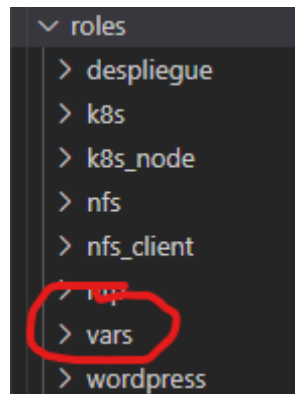 roles
despliegue
k8s
k8s_node
nfs
nfs_client
vars
wordpress